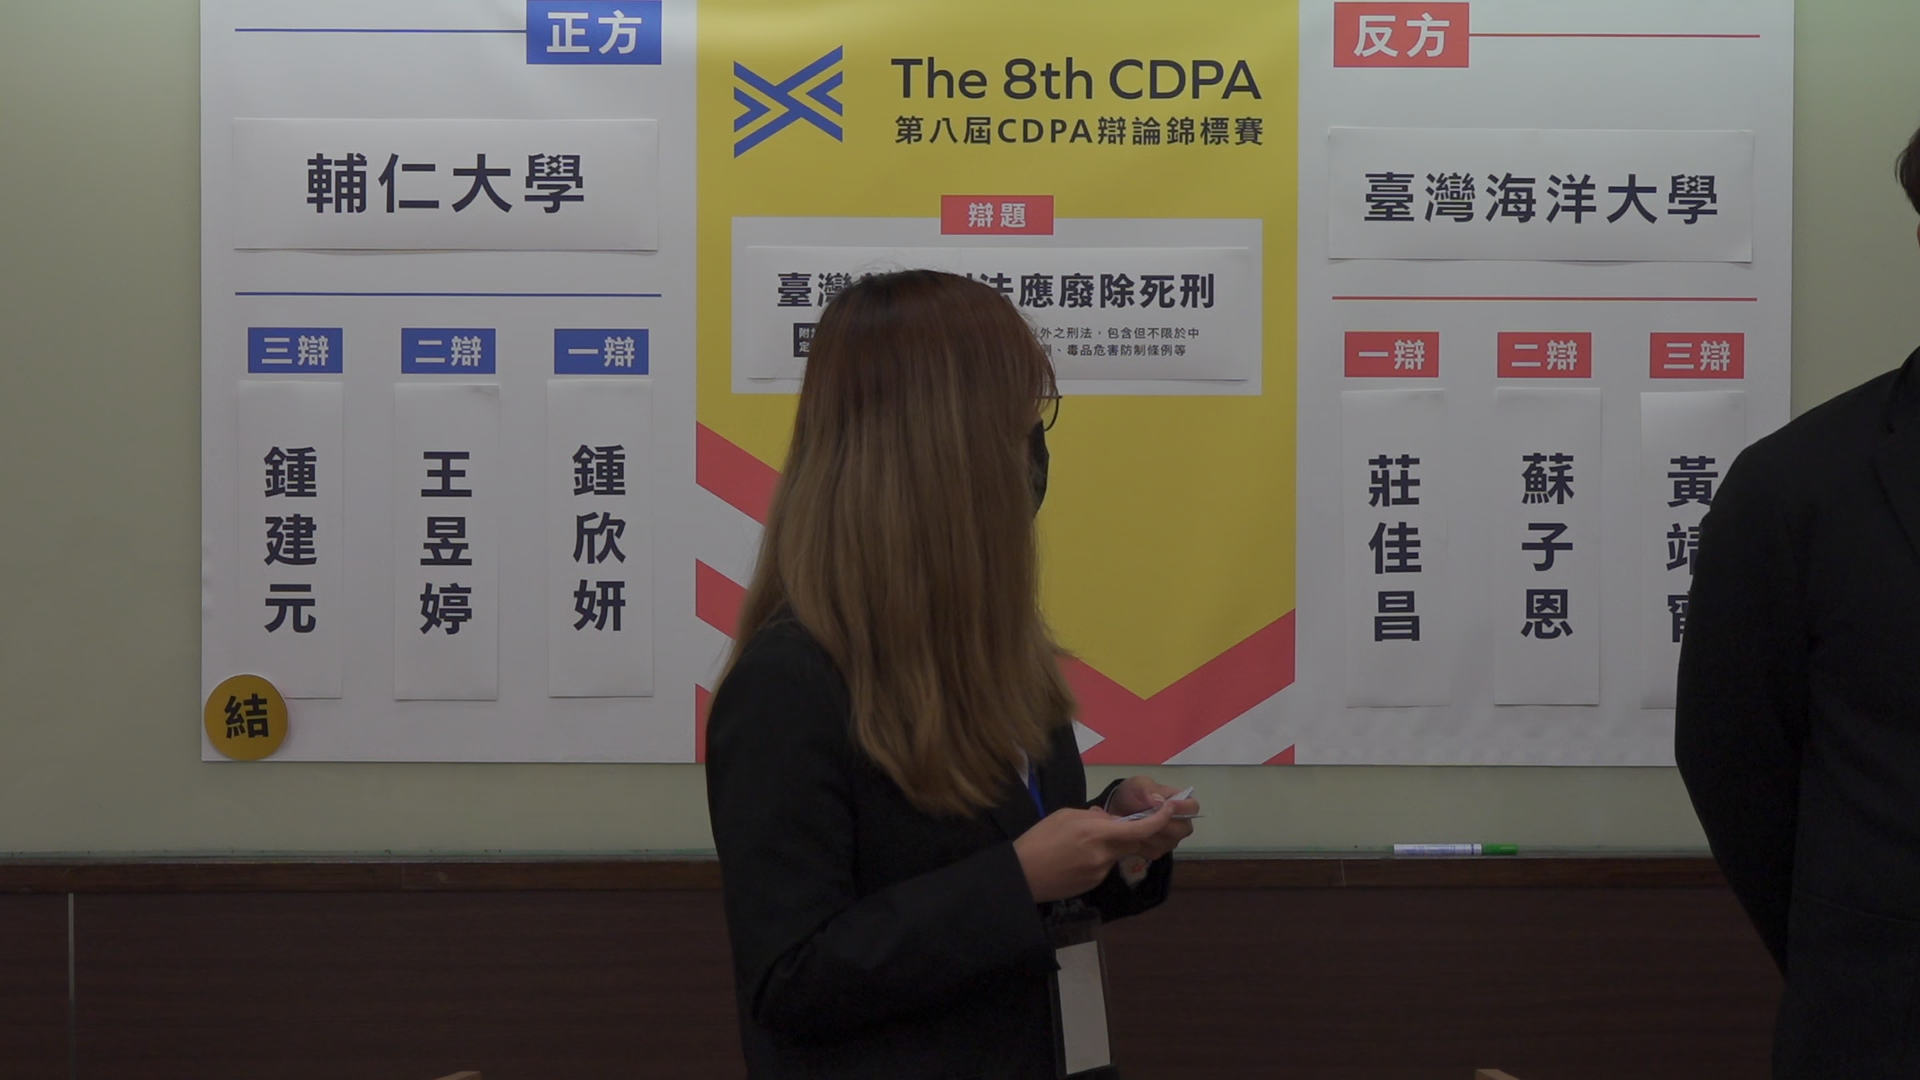 正方
輔仁大學
三辯
二辯
一辯
鍾建元
王昱婷
鍾欣妍
結
The 8th CDPA
第八屆CDPA辯論錦標賽
辯題
臺灣 法應廢除死刑
外之刑法，包含但不限於中
定
、毒品危害防制條例等
反方
臺灣海洋大學
一辯
二辯
三辯
莊佳昌
蘇子恩
黃靖